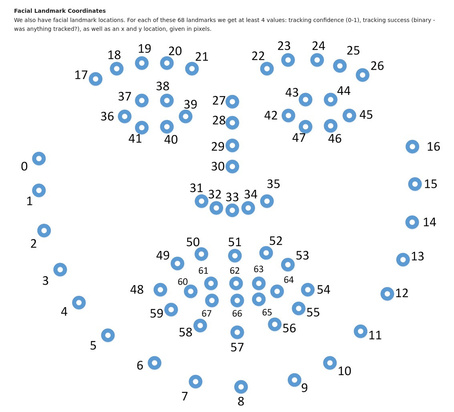 Facial Landmark Coordinates
We also have facial landmark locations. For each of these 68 landmarks we get at least 4 values: tracking confidence (0-1), tracking success (binary -
was anything tracked?), as well as an x and y location, given in pixels.
19 20 23 24
18 21 22 25
17 26
38 43 44
37 39 27
36 28 42 45
41 40 47 46
29 16
0 30
31 32 33 34 35 15
1
2 14
50 51 52
49 53 13
3 61 62 63
60 64
48 54 12
4 59 67 66 65 55
58 56 11
5 57
6 10
7 8 9